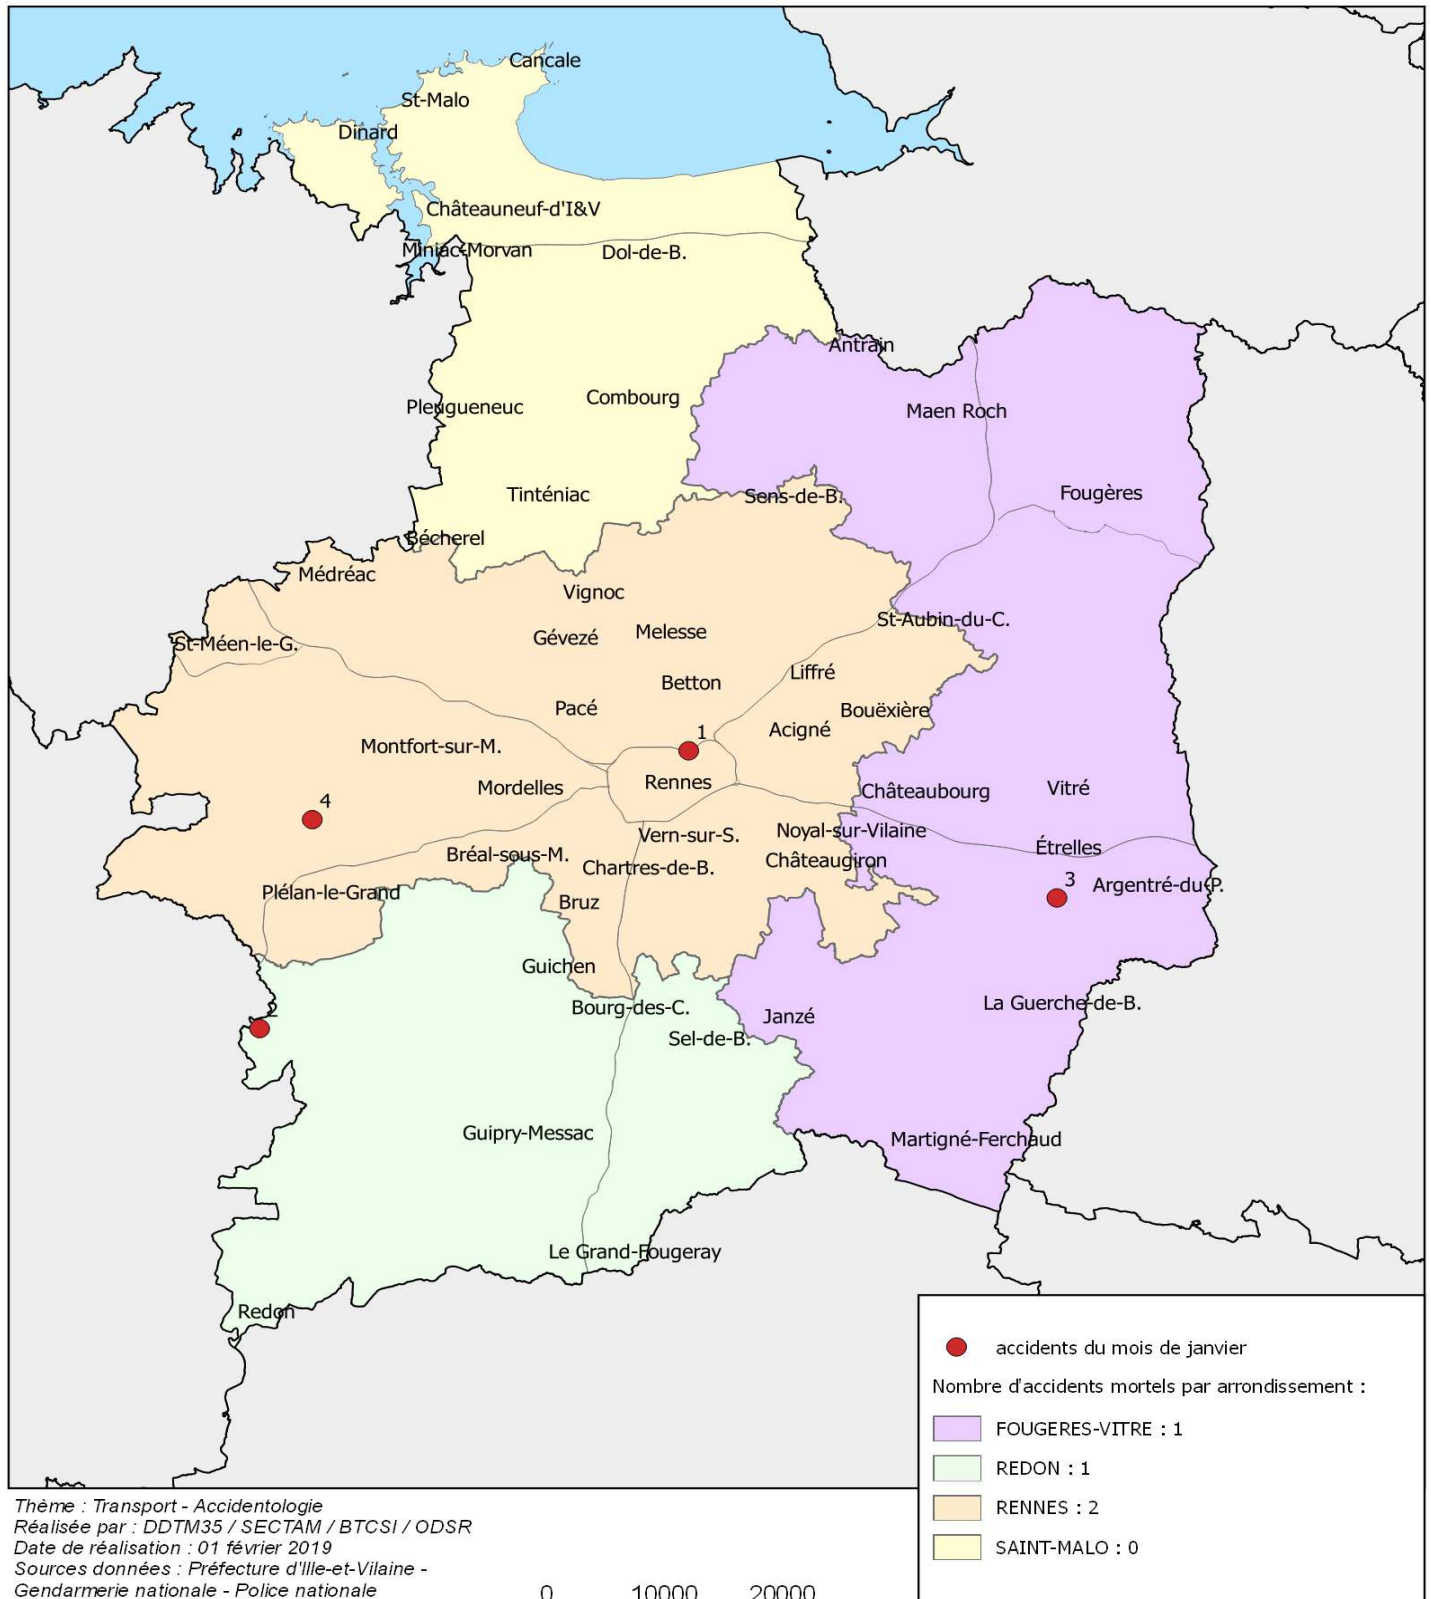 Cancale
St-Malo
Dinard
Châteauneuf-d'I&V
Miniac-Morvan
Dol-de-B.
Antrain
Combourg
Pleugueneuc
Maen Roch
Tinténiac
Sens-de-B.
Fougères
Bécherel
Médréac
Vignoc
St-Aubin-du-C.
Gévezé
Melesse
St-Méen-le-G.
Liffré
Betton
Pacé
Bouëxière
Acigné
1
Montfort-sur-M.
Rennes
Mordelles
Châteaubourg
Vitré
4
Vern-sur-S.
Noyal-sur-Vilaine
Étrelles
Bréal-sous-M.
Chartres-de-B.
Châteaugiron
3
Argentré-du-P.
Plélan-le-Grand
Bruz
Guichen
La Guerche-de-B.
Bourg-des-C.
Janzé
Sel-de-B.
Guipry-Messac
Martigné-Ferchaud
Le Grand-Fougeray
Redon
accidents du mois de janvier
Nombre d'accidents mortels par arrondissement :
FOUGERES-VITRE : 1
REDON : 1
RENNES : 2
SAINT-MALO : 0
Thème : Transport - Accidentologie
Réalisée par : DDTM35 / SECTAM / BTCSI / ODSR
Date de réalisation : 01 février 2019
Sources données : Préfecture d'Ille-et-Vilaine -
Gendarmerie nationale - Police nationale
0 10000 20000